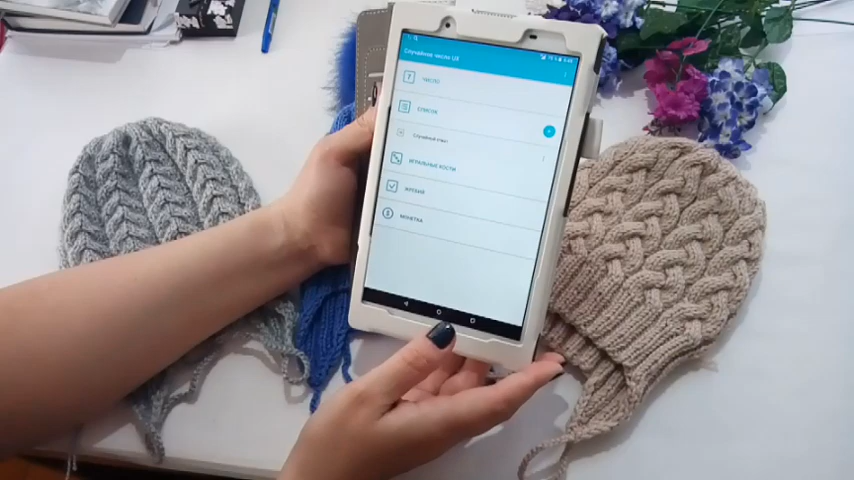 Случайное число UX
ЧИСЛО
СПИСОК
Случайный ответ
ИГРАЛЬНЫЕ КОСТИ
ЖРЕБИЙ
МОНЕТКА